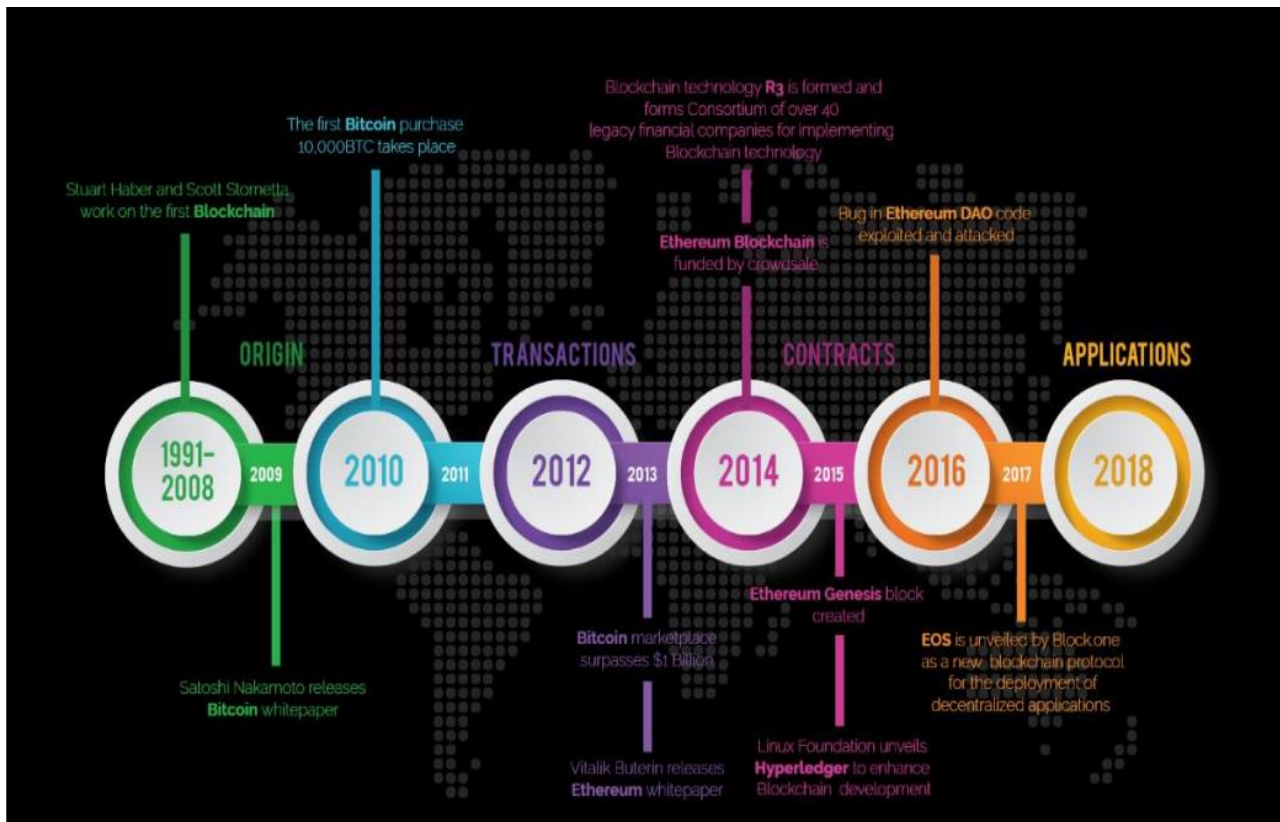 Blockchain technology R3 is formed and
forms Consortium of over 40
legacy financial companies for implementing
Blockchain technology
The first Bitcoin purchase
10,000BTC takes place
Stuart Haber and Scott Stornetta
work on the first Blockchain
Bug in Ethereum DAO code
exploited and attacked
Ethereum Blockchain is
funded by crowdsale
ORIGIN
TRANSACTIONS
CONTRACTS
APPLICATIONS
1991-
2008
2009
2010
2011
2012
2013
2014
2015
2016
2017
2018
Ethereum Genesis block
created
Bitcoin marketplace
surpasses $1 Billion
EOS is unveiled by Block.one
as a new blockchain protocol
for the deployment of
decentralized applications
Satoshi Nakamoto releases
Bitcoin whitepaper
Vitalik Buterin releases
Ethereum whitepaper
Linux Foundation unveils
Hyperledger to enhance
Blockchain development